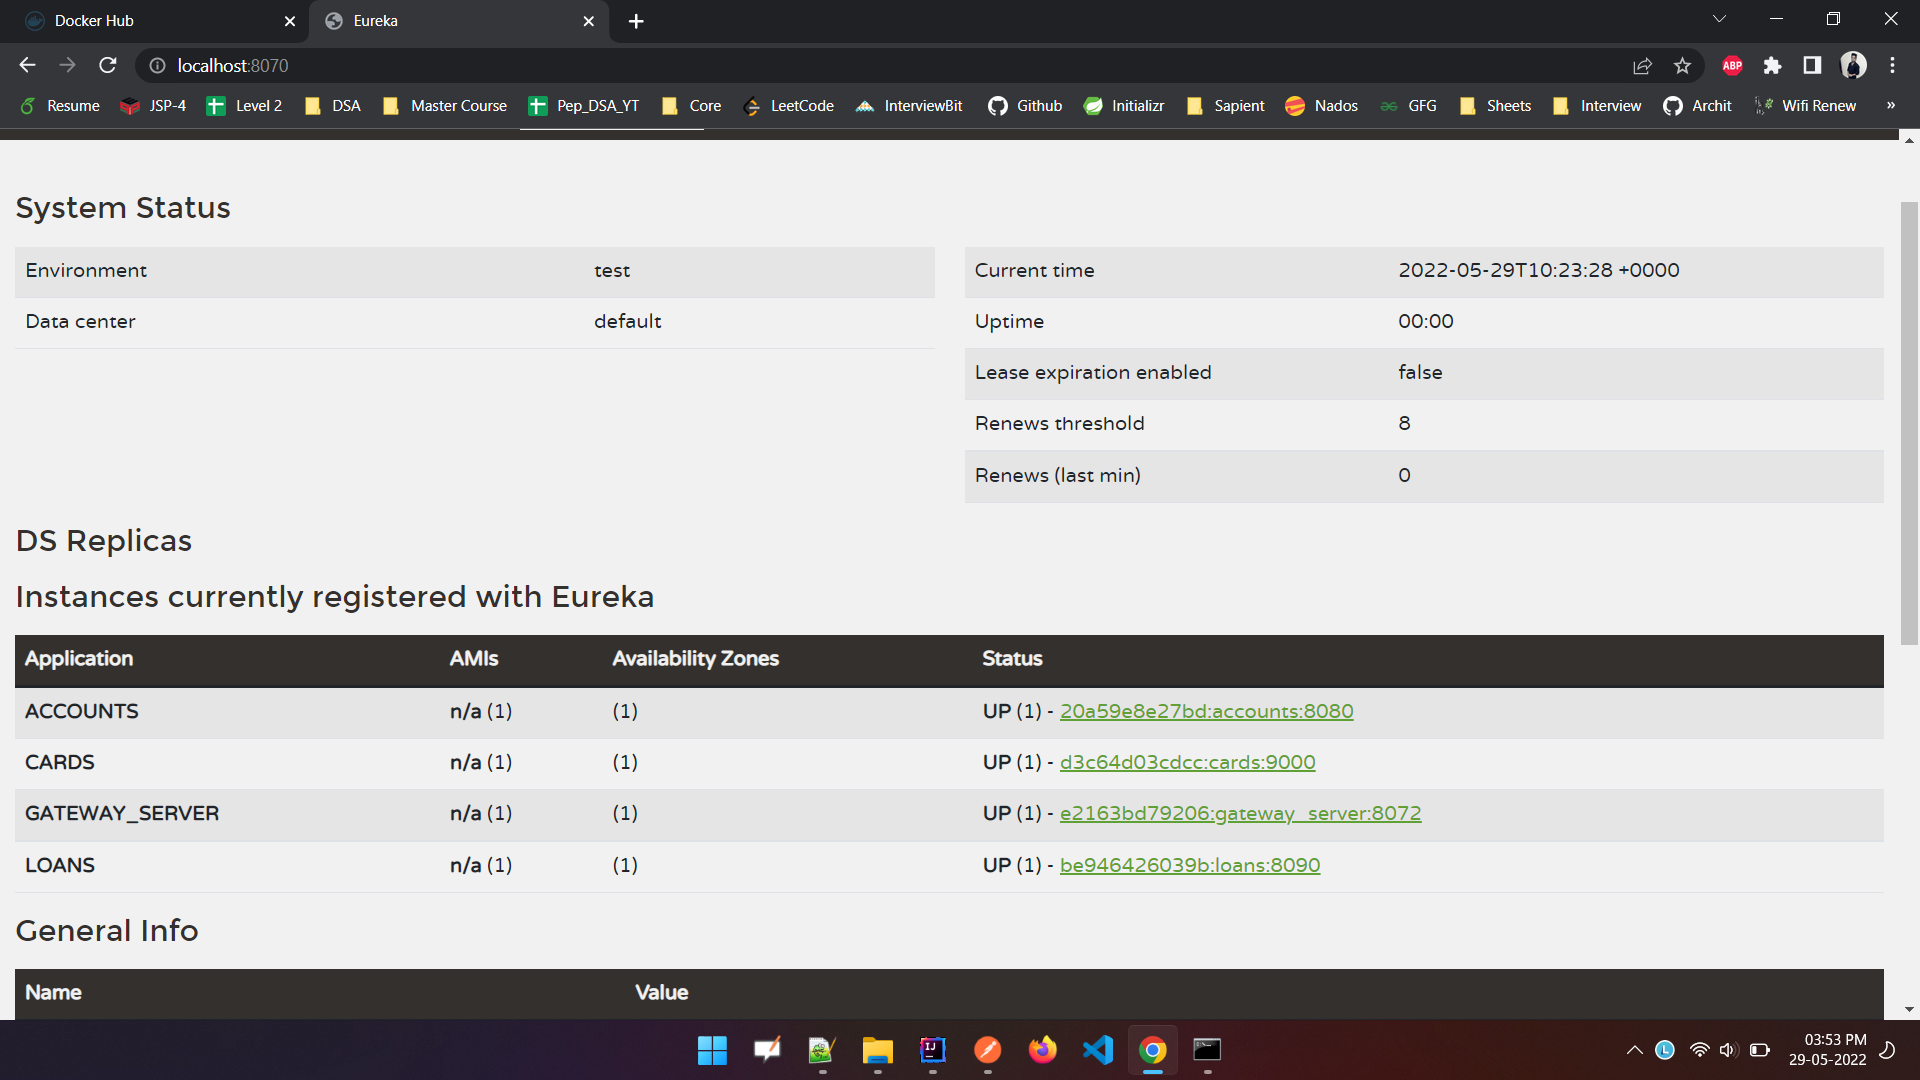 Docker Hub
Eureka
localhost:8070
ABP
Resume JSP-4 Level 2 DSA Master Course Pep_DSA_YT Core LeetCode InterviewBit Github Initializr Sapient Nados GFG Sheets Interview Archit Wifi Renew »
System Status
Environment test
Data center default
Current time 2022-05-29T10:23:28 +0000
Uptime 00:00
Lease expiration enabled false
Renews threshold 8
Renews (last min) 0
DS Replicas
Instances currently registered with Eureka
Application AMIs Availability Zones Status
ACCOUNTS n/a (1) (1) UP (1) - 20a59e8e27bd:accounts:8080
CARDS n/a (1) (1) UP (1) - d3c64d03cdcc:cards:9000
GATEWAY_SERVER n/a (1) (1) UP (1) - e2163bd79206:gateway_server:8072
LOANS n/a (1) (1) UP (1) - be946426039b:loans:8090
General Info
Name Value
IJ
L
03:53 PM
29-05-2022